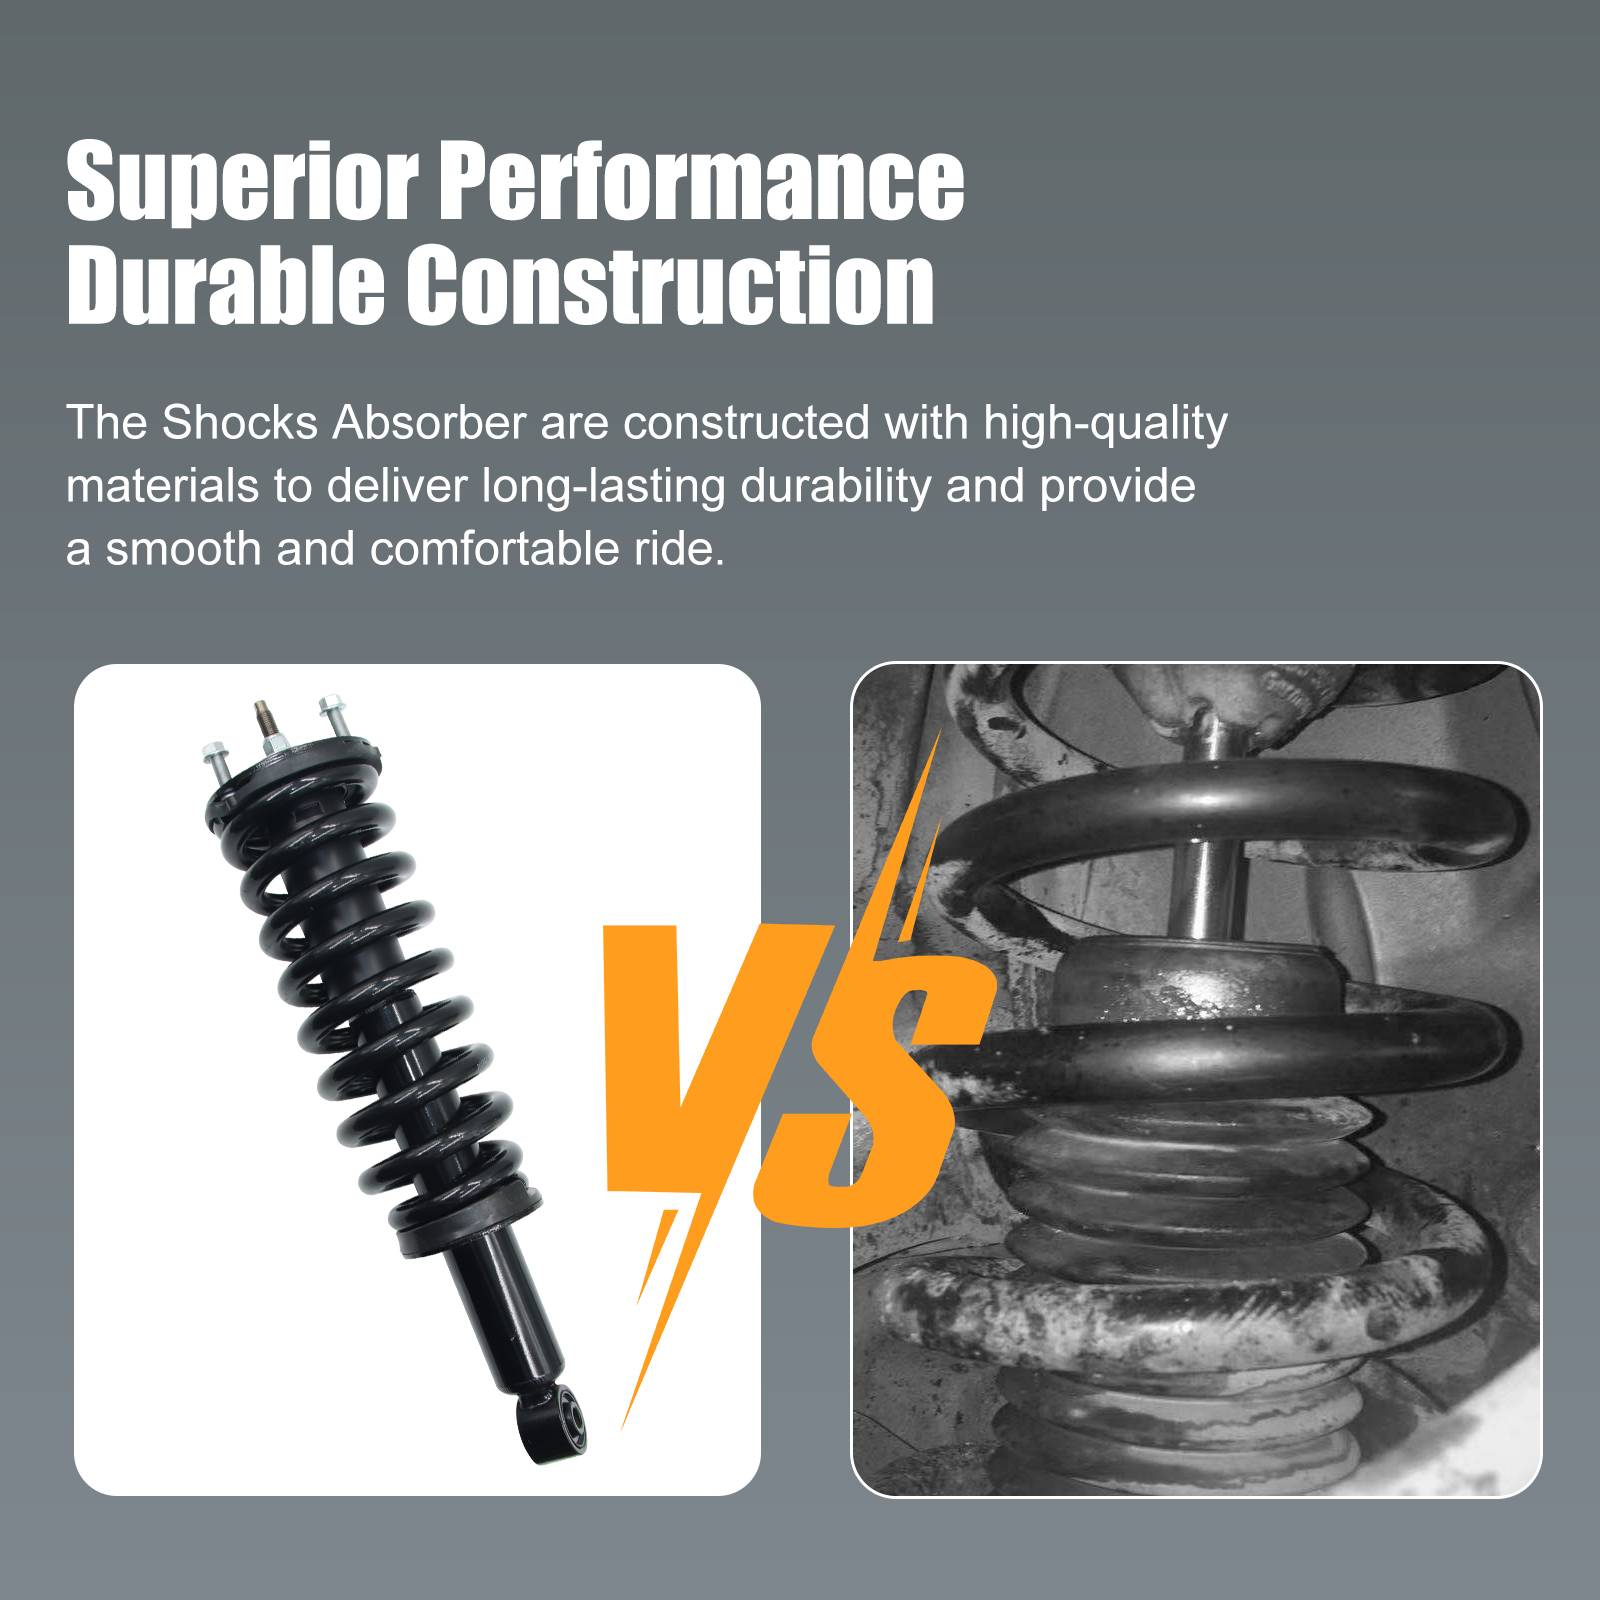 Superior Performance
Durable Construction
The Shocks Absorber are constructed with high-quality
materials to deliver long-lasting durability and provide
a smooth and comfortable ride.
VS